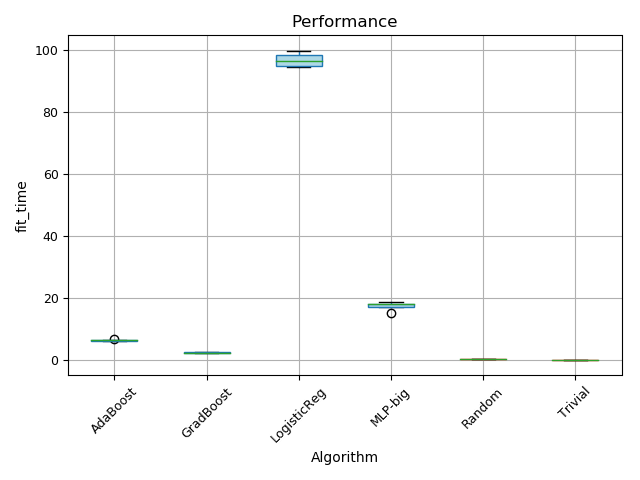 Performance
100
80
60
40
20
0
fit_time
AdaBoost
GradBoost
LogisticReg
MLP-big
Random
Trivial
Algorithm